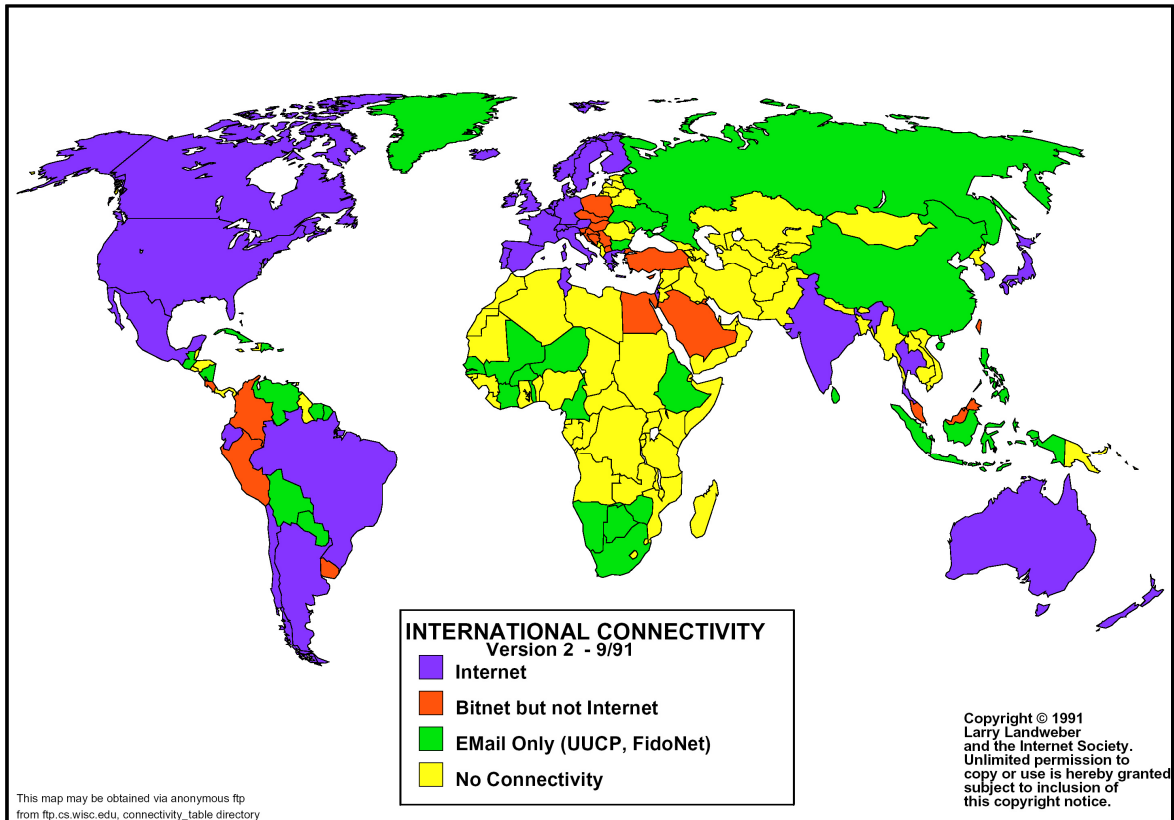 INTERNATIONAL CONNECTIVITY
Version 2 - 9/91
Internet
Bitnet but not Internet
EMail Only (UUCP, FidoNet)
No Connectivity
Copyright © 1991
Larry Landweber
and the Internet Society.
Unlimited permission to
copy or use is hereby granted
subject to inclusion of
this copyright notice.
This map may be obtained via anonymous ftp
from ftp.cs.wisc.edu, connectivity_table directory